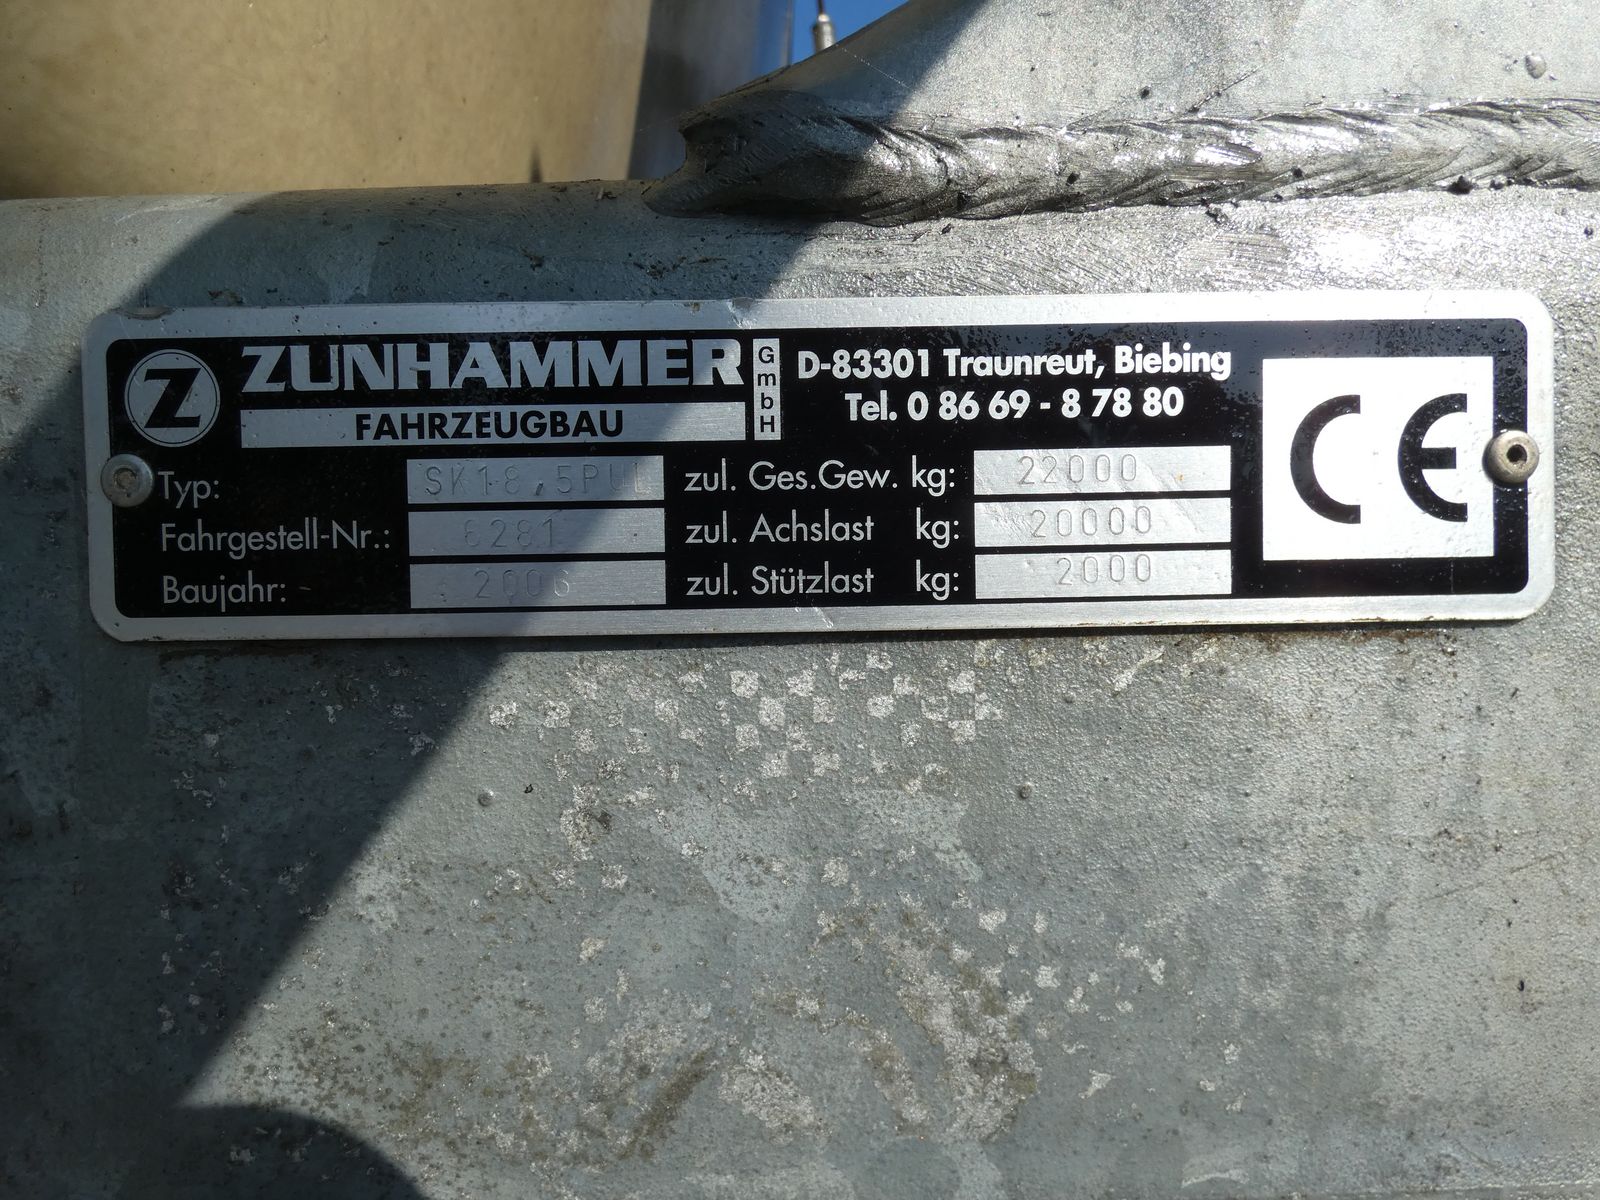 Z ZUNHAMMER GmbH
FAHRZEUGBAU
D-83301 Traunreut, Biebing
Tel. 0 86 69 - 8 78 80
CE
Typ: SK18,5PUL zul. Ges.Gew. kg: 22000
Fahrgestell-Nr.: 6281 zul. Achslast kg: 20000
Baujahr: 2006 zul. Stützlast kg: 2000